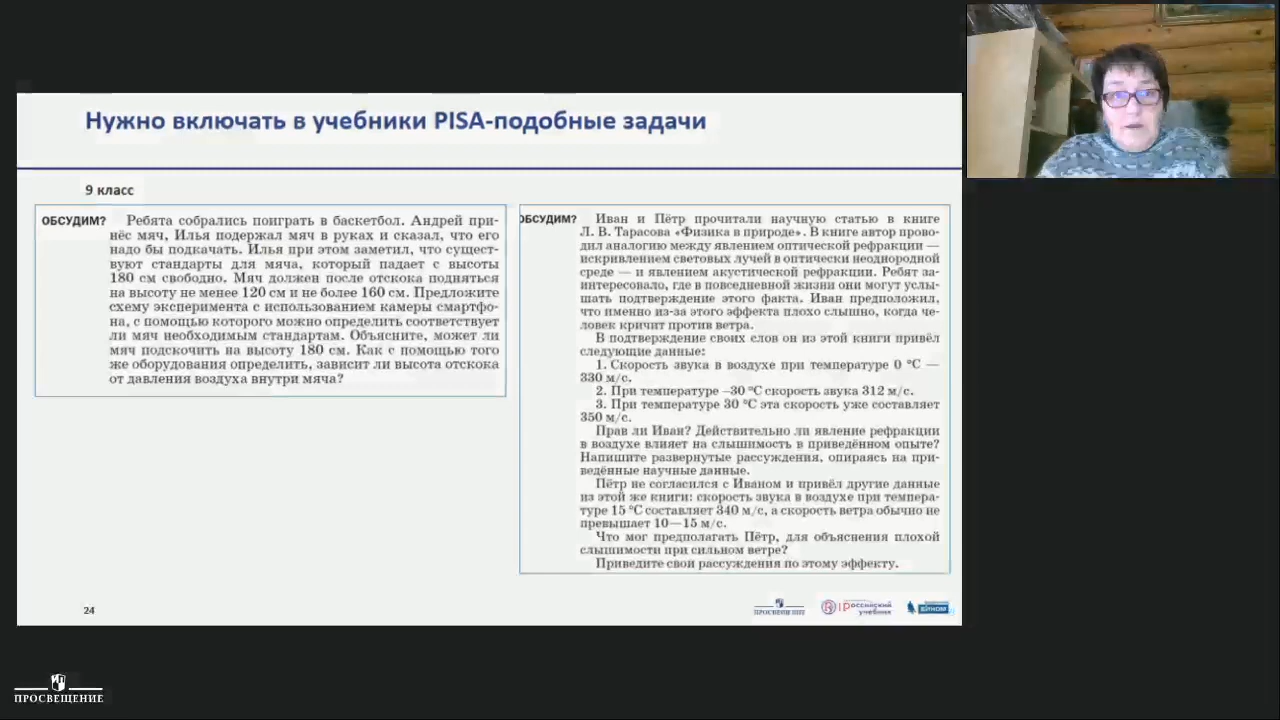 Нужно включать в учебники PISA-подобные задачи
9 класс
ОБСУДИМ? Ребята собрались поиграть в баскетбол. Андрей при-
нёс мяч, Илья подержал мяч в руках и сказал, что его
надо бы подкачать. Илья при этом заметил, что сущест-
вуют стандарты для мяча, который падает с высоты
180 см свободно. Мяч должен после отскока подняться
на высоту не менее 120 см и не более 160 см. Предложите
схему эксперимента с использованием камеры смартфо-
на, с помощью которого можно определить соответствует
ли мяч необходимым стандартам. Объясните, может ли
мяч подскочить на высоту 180 см. Как с помощью того
же оборудования определить, зависит ли высота отскока
от давления воздуха внутри мяча?
ОБСУДИМ? Иван и Пётр прочитали научную статью в книге
Л. В. Тарасова «Физика в природе». В книге автор прово-
дил аналогию между явлением оптической рефракции —
искривлением световых лучей в оптически неоднородной
среде — и явлением акустической рефракции. Ребят за-
интересовало, где в повседневной жизни они могут услы-
шать подтверждение этого факта. Иван предположил,
что именно из-за этого эффекта плохо слышно, когда че-
ловек кричит против ветра.
В подтверждение своих слов он из этой книги привёл
следующие данные:
1. Скорость звука в воздухе при температуре 0 °С —
330 м/с.
2. При температуре –30 °С скорость звука 312 м/с.
3. При температуре 30 °С эта скорость уже составляет
350 м/с.
Прав ли Иван? Действительно ли явление рефракции
в воздухе влияет на слышимость в приведённом опыте?
Напишите развернутые рассуждения, опираясь на при-
ведённые научные данные.
Пётр не согласился с Иваном и привёл другие данные
из этой же книги: скорость звука в воздухе при темпера-
туре 15 °С составляет 340 м/с, а скорость ветра обычно не
превышает 10—15 м/с.
Что мог предполагать Пётр, для объяснения плохой
слышимости при сильном ветре?
Приведите свои рассуждения по этому эффекту.
24
ПРОСВЕЩЕНИЕ
российский
учебник
БИНОМ
ПРОСВЕЩЕНИЕ